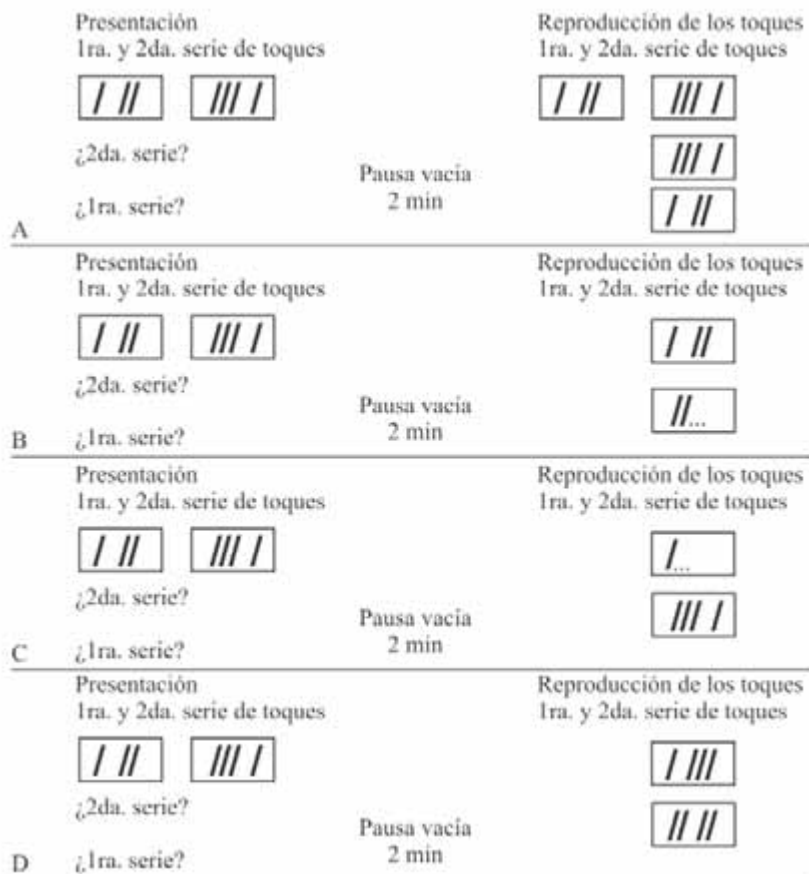 Presentación
1ra. y 2da. serie de toques
Reproducción de los toques
1ra. y 2da. serie de toques
/ //
/// /
/ //
/// /
¿2da. serie?
/// /
Pausa vacía
2 min
¿1ra. serie?
/ //
A
Presentación
1ra. y 2da. serie de toques
Reproducción de los toques
1ra. y 2da. serie de toques
/ //
/// /
/ //
¿2da. serie?
Pausa vacía
2 min
//...
B
¿1ra. serie?
Presentación
1ra. y 2da. serie de toques
Reproducción de los toques
1ra. y 2da. serie de toques
/ //
/// /
/...
¿2da. serie?
Pausa vacía
2 min
/// /
C
¿1ra. serie?
Presentación
1ra. y 2da. serie de toques
Reproducción de los toques
1ra. y 2da. serie de toques
/ //
/// /
/ ///
¿2da. serie?
Pausa vacía
2 min
// //
D
¿1ra. serie?